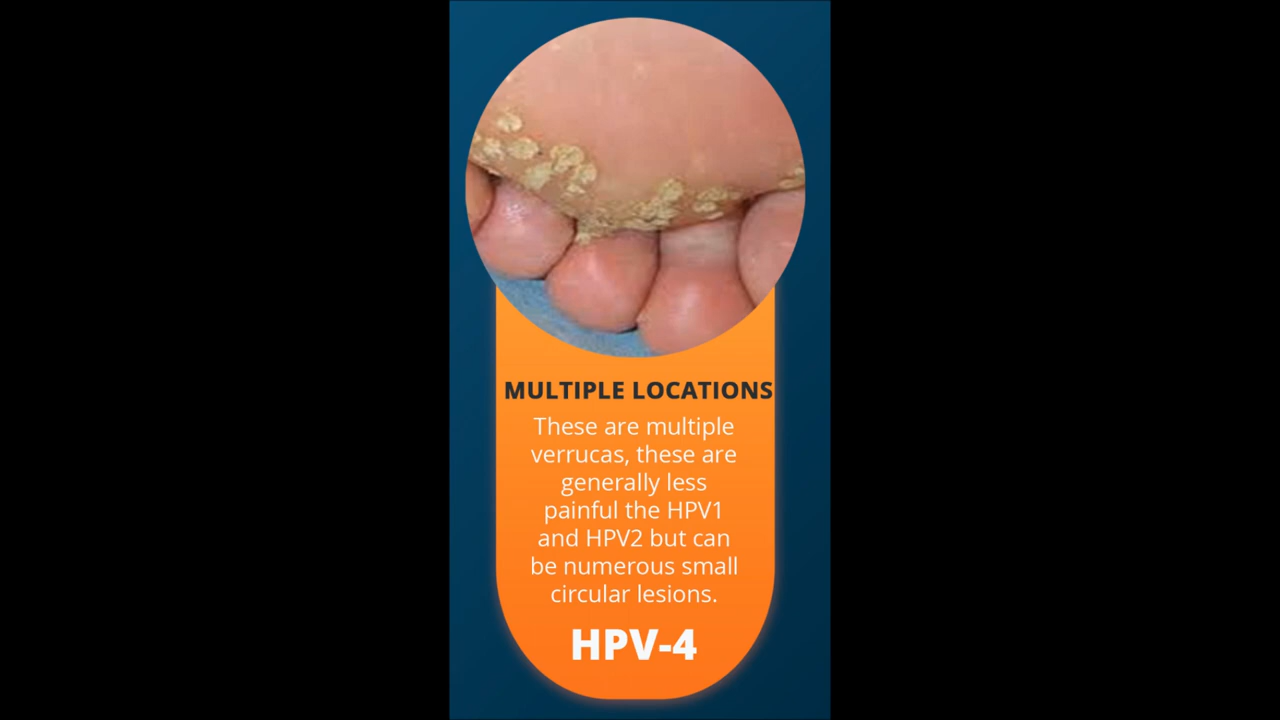 MULTIPLE LOCATIONS
These are multiple
verrucas, these are
generally less
painful the HPV1
and HPV2 but can
be numerous small
circular lesions.
HPV-4